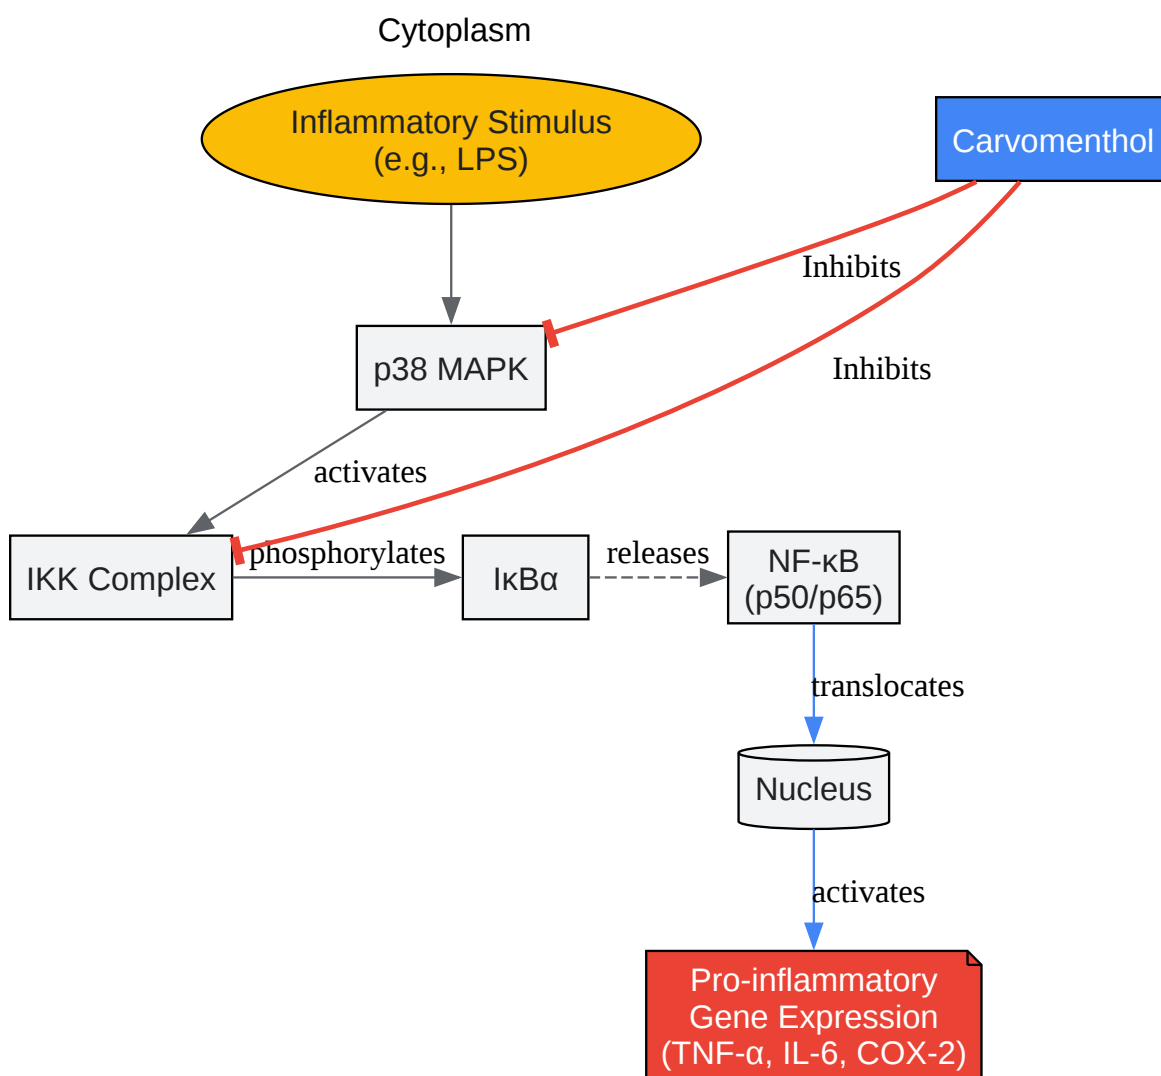 Cytoplasm
Inflammatory Stimulus
(e.g., LPS)
Carvomenthol
Inhibits
p38 MAPK
Inhibits
activates
IKK Complex
phosphorylates
IκBα
releases
NF-κB
(p50/p65)
translocates
Nucleus
activates
Pro-inflammatory
Gene Expression
(TNF-α, IL-6, COX-2)